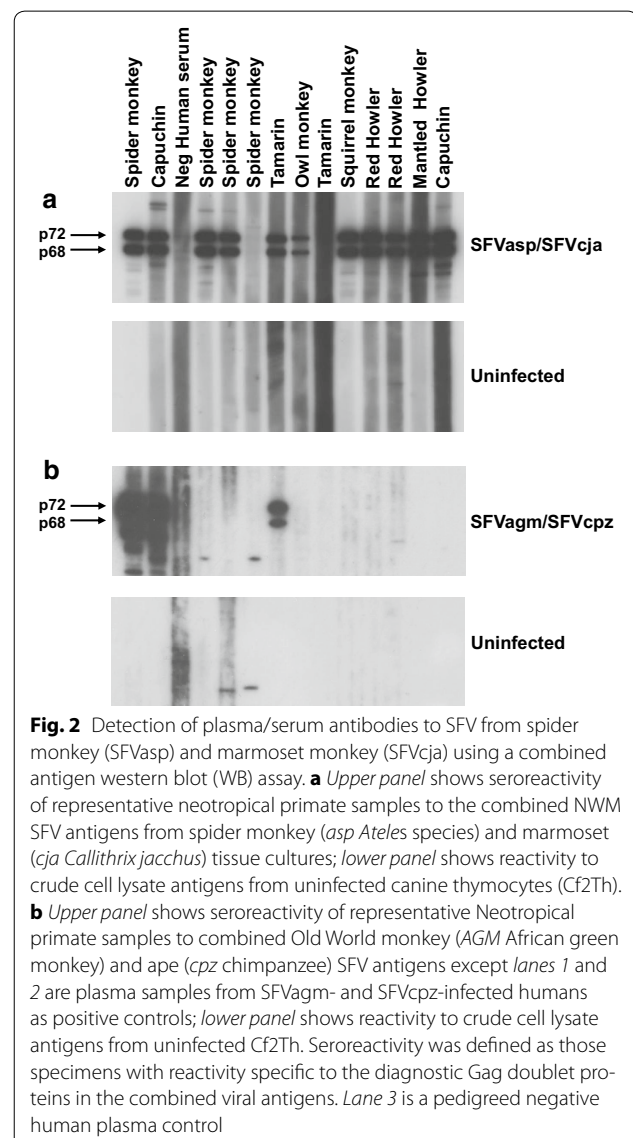 Spider monkey
Capuchin
Neg Human serum
Spider monkey
Spider monkey
Spider monkey
Tamarin
Owl monkey
Tamarin
Squirrel monkey
Red Howler
Red Howler
Mantled Howler
Capuchin
a
p72
p68
SFVasp/SFVcja
Uninfected
b
p72
p68
SFVagm/SFVcpz
Uninfected
Fig. 2 Detection of plasma/serum antibodies to SFV from spider
monkey (SFVasp) and marmoset monkey (SFVcja) using a combined
antigen western blot (WB) assay. a Upper panel shows seroreactivity
of representative neotropical primate samples to the combined NWM
SFV antigens from spider monkey (asp Ateles species) and marmoset
(cja Callithrix jacchus) tissue cultures; lower panel shows reactivity to
crude cell lysate antigens from uninfected canine thymocytes (Cf2Th).
b Upper panel shows seroreactivity of representative Neotropical
primate samples to combined Old World monkey (AGM African green
monkey) and ape (cpz chimpanzee) SFV antigens except lanes 1 and
2 are plasma samples from SFVagm- and SFVcpz-infected humans
as positive controls; lower panel shows reactivity to crude cell lysate
antigens from uninfected Cf2Th. Seroreactivity was defined as those
specimens with reactivity specific to the diagnostic Gag doublet pro-
teins in the combined viral antigens. Lane 3 is a pedigreed negative
human plasma control